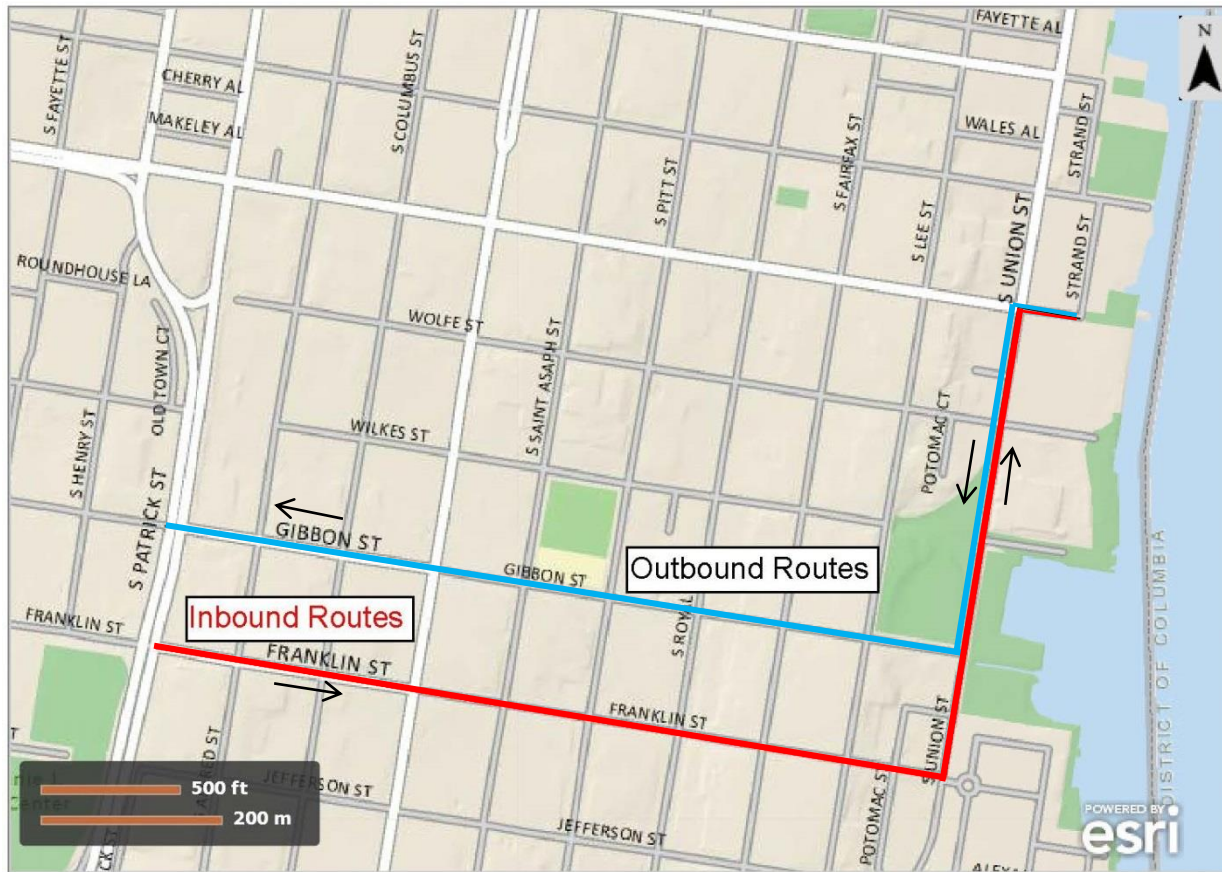 FAYETTE AL
N
S FAYETTE ST
CHERRY AL
MAKELEY AL
S COLUMBUS ST
S PITT ST
S FAIRFAX ST
WALES AL
STRAND ST
S LEE ST
S UNION ST
STRAND ST
ROUNDHOUSE LA
OLD TOWN CT
WOLFE ST
S SAINT ASAPH ST
WILKES ST
POTOMAC CT
S HENRY ST
S PATRICK ST
GIBBON ST
GIBBON ST
Outbound Routes
Inbound Routes
FRANKLIN ST
FRANKLIN ST
S ROYAL
FRANKLIN ST
S UNION ST
DISTRICT OF COLUMBIA
JEFFERSON ST
JEFFERSON ST
POTOMAC ST
500 ft
200 m
POWERED BY
esri